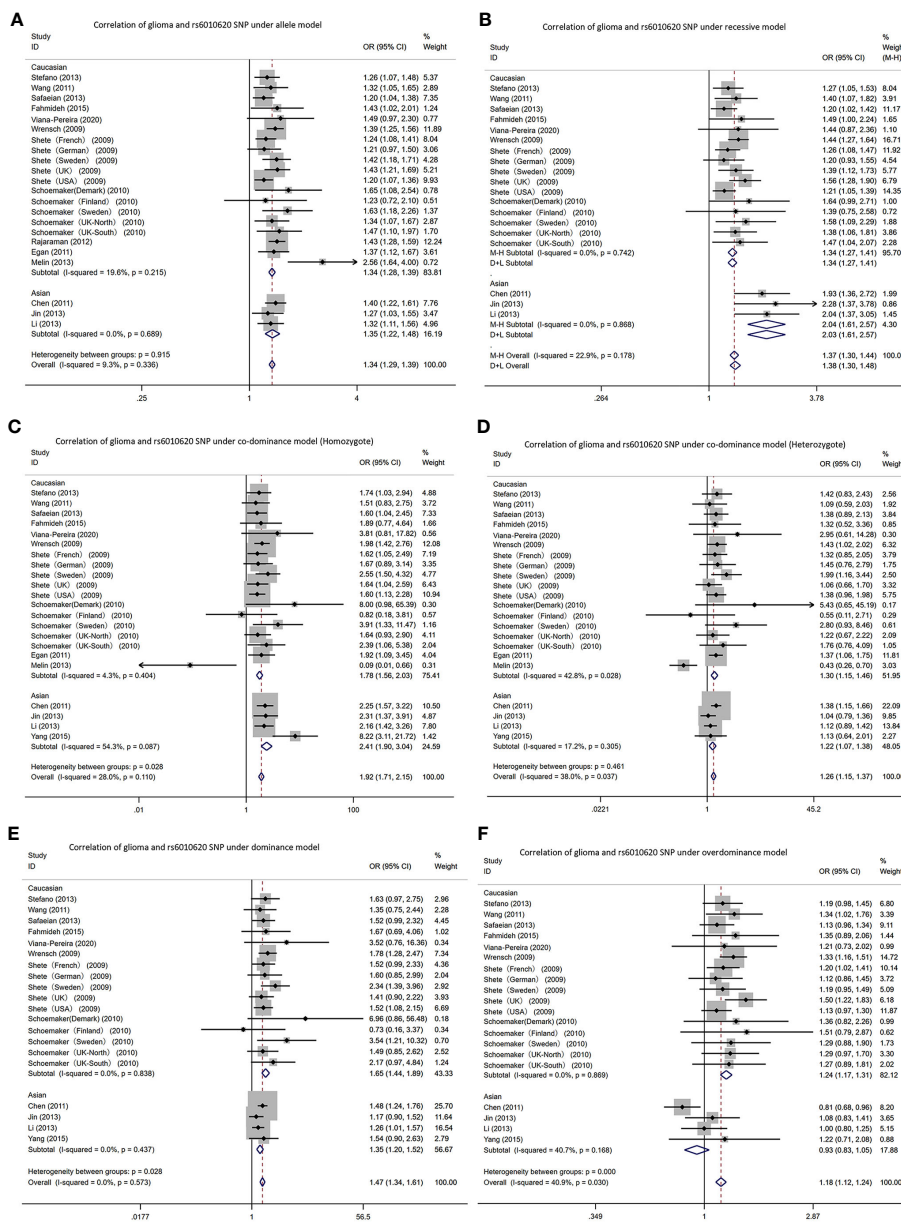 A
Correlation of glioma and rs6010620 SNP under allele model
Study %
ID OR (95% CI) Weight
Caucasian
Stefano (2013) 1.26 (1.07, 1.48) 5.37
Wang (2011) 1.32 (1.05, 1.65) 2.89
Safaeian (2013) 1.20 (1.04, 1.38) 7.35
Fahmideh (2015) 1.43 (1.02, 2.01) 1.24
Viana-Pereira (2020) 1.49 (0.97, 2.30) 0.77
Wrensch (2009) 1.39 (1.25, 1.56) 11.89
Shete (French) (2009) 1.24 (1.08, 1.41) 8.04
Shete (German) (2009) 1.21 (0.97, 1.50) 3.06
Shete (Sweden) (2009) 1.42 (1.18, 1.71) 4.28
Shete (UK) (2009) 1.43 (1.21, 1.69) 5.21
Shete (USA) (2009) 1.20 (1.07, 1.36) 9.93
Schoemaker(Demark) (2010) 1.65 (1.08, 2.54) 0.78
Schoemaker (Finland) (2010) 1.23 (0.72, 2.10) 0.51
Schoemaker (Sweden) (2010) 1.63 (1.18, 2.26) 1.37
Schoemaker (UK-North) (2010) 1.34 (1.07, 1.67) 2.87
Schoemaker (UK-South) (2010) 1.47 (1.10, 1.97) 1.70
Rajaraman (2012) 1.43 (1.28, 1.59) 12.24
Egan (2011) 1.37 (1.12, 1.67) 3.61
Melin (2013) 2.56 (1.64, 4.00) 0.72
Subtotal (I-squared = 19.6%, p = 0.215) 1.34 (1.28, 1.39) 83.81
Asian
Chen (2011) 1.40 (1.22, 1.61) 7.76
Jin (2013) 1.27 (1.03, 1.55) 3.47
Li (2013) 1.32 (1.11, 1.56) 4.96
Subtotal (I-squared = 0.0%, p = 0.689) 1.35 (1.22, 1.48) 16.19
Heterogeneity between groups: p = 0.915
Overall (I-squared = 9.3%, p = 0.336) 1.34 (1.29, 1.39) 100.00
.25 1 4
B
Correlation of glioma and rs6010620 SNP under recessive model
%
Study Weight
ID OR (95% CI) (M-H)
Caucasian
Stefano (2013) 1.27 (1.05, 1.53) 8.04
Wang (2011) 1.40 (1.07, 1.82) 3.91
Safaeian (2013) 1.20 (1.02, 1.42) 11.17
Fahmideh (2015) 1.49 (1.00, 2.24) 1.65
Viana-Pereira (2020) 1.44 (0.87, 2.36) 1.10
Wrensch (2009) 1.44 (1.27, 1.64) 16.71
Shete (French) (2009) 1.26 (1.08, 1.47) 11.92
Shete (German) (2009) 1.20 (0.93, 1.55) 4.54
Shete (Sweden) (2009) 1.39 (1.12, 1.73) 5.77
Shete (UK) (2009) 1.56 (1.28, 1.90) 6.79
Shete (USA) (2009) 1.21 (1.05, 1.39) 14.35
Schoemaker(Demark) (2010) 1.64 (0.99, 2.71) 1.00
Schoemaker (Finland) (2010) 1.39 (0.75, 2.58) 0.72
Schoemaker (Sweden) (2010) 1.58 (1.09, 2.29) 1.88
Schoemaker (UK-North) (2010) 1.38 (1.06, 1.81) 3.86
Schoemaker (UK-South) (2010) 1.47 (1.04, 2.07) 2.28
M-H Subtotal (I-squared = 0.0%, p = 0.742) 1.34 (1.27, 1.41) 95.70
D+L Subtotal 1.34 (1.27, 1.41)
.
Asian
Chen (2011) 1.93 (1.36, 2.72) 1.99
Jin (2013) 2.28 (1.37, 3.78) 0.86
Li (2013) 2.04 (1.37, 3.05) 1.45
M-H Subtotal (I-squared = 0.0%, p = 0.868) 2.04 (1.61, 2.57) 4.30
D+L Subtotal 2.03 (1.61, 2.57)
.
M-H Overall (I-squared = 22.9%, p = 0.178) 1.37 (1.30, 1.44) 100.00
D+L Overall 1.38 (1.30, 1.48)
.264 1 3.78
C
Correlation of glioma and rs6010620 SNP under co-dominance model (Homozygote)
Study %
ID OR (95% CI) Weight
Caucasian
Stefano (2013) 1.74 (1.03, 2.94) 4.88
Wang (2011) 1.51 (0.83, 2.75) 3.72
Safaeian (2013) 1.60 (1.04, 2.45) 7.33
Fahmideh (2015) 1.89 (0.77, 4.64) 1.66
Viana-Pereira (2020) 3.81 (0.81, 17.82) 0.56
Wrensch (2009) 1.98 (1.42, 2.76) 12.08
Shete (French) (2009) 1.62 (1.05, 2.49) 7.19
Shete (German) (2009) 1.67 (0.89, 3.14) 3.35
Shete (Sweden) (2009) 2.55 (1.50, 4.32) 4.77
Shete (UK) (2009) 1.64 (1.04, 2.59) 6.43
Shete (USA) (2009) 1.60 (1.13, 2.28) 10.94
Schoemaker(Demark) (2010) 8.00 (0.98, 65.39) 0.30
Schoemaker (Finland) (2010) 0.82 (0.18, 3.81) 0.57
Schoemaker (Sweden) (2010) 3.91 (1.33, 11.47) 1.16
Schoemaker (UK-North) (2010) 1.64 (0.93, 2.90) 4.11
Schoemaker (UK-South) (2010) 2.39 (1.06, 5.38) 2.04
Egan (2011) 1.92 (1.09, 3.45) 4.04
Melin (2013) 0.09 (0.01, 0.66) 0.31
Subtotal (I-squared = 4.3%, p = 0.404) 1.78 (1.56, 2.03) 75.41
Asian
Chen (2011) 2.25 (1.57, 3.22) 10.50
Jin (2013) 2.31 (1.37, 3.91) 4.87
Li (2013) 2.16 (1.42, 3.26) 7.80
Yang (2015) 8.22 (3.11, 21.72) 1.42
Subtotal (I-squared = 54.3%, p = 0.087) 2.41 (1.90, 3.04) 24.59
Heterogeneity between groups: p = 0.028
Overall (I-squared = 28.0%, p = 0.110) 1.92 (1.71, 2.15) 100.00
.01 1 100
D
Correlation of glioma and rs6010620 SNP under co-dominance model (Heterozygote)
Study %
ID OR (95% CI) Weight
Caucasian
Stefano (2013) 1.42 (0.83, 2.43) 2.56
Wang (2011) 1.09 (0.59, 2.03) 1.92
Safaeian (2013) 1.38 (0.89, 2.13) 3.84
Fahmideh (2015) 1.32 (0.52, 3.36) 0.85
Viana-Pereira (2020) 2.95 (0.61, 14.28) 0.30
Wrensch (2009) 1.43 (1.02, 2.02) 6.32
Shete (French) (2009) 1.32 (0.85, 2.05) 3.79
Shete (German) (2009) 1.45 (0.76, 2.79) 1.75
Shete (Sweden) (2009) 1.99 (1.16, 3.44) 2.50
Shete (UK) (2009) 1.06 (0.66, 1.70) 3.32
Shete (USA) (2009) 1.38 (0.96, 1.98) 5.75
Schoemaker(Demark) (2010) 5.43 (0.65, 45.19) 0.17
Schoemaker (Finland) (2010) 0.55 (0.11, 2.71) 0.29
Schoemaker (Sweden) (2010) 2.80 (0.93, 8.46) 0.61
Schoemaker (UK-North) (2010) 1.22 (0.67, 2.22) 2.09
Schoemaker (UK-South) (2010) 1.76 (0.76, 4.09) 1.05
Egan (2011) 1.37 (1.06, 1.75) 11.81
Melin (2013) 0.43 (0.26, 0.70) 3.03
Subtotal (I-squared = 42.8%, p = 0.028) 1.30 (1.15, 1.46) 51.95
Asian
Chen (2011) 1.38 (1.15, 1.66) 22.09
Jin (2013) 1.04 (0.79, 1.36) 9.85
Li (2013) 1.12 (0.89, 1.42) 13.84
Yang (2015) 1.13 (0.64, 2.01) 2.27
Subtotal (I-squared = 17.2%, p = 0.305) 1.22 (1.07, 1.38) 48.05
Heterogeneity between groups: p = 0.461
Overall (I-squared = 38.0%, p = 0.037) 1.26 (1.15, 1.37) 100.00
.0221 1 45.2
E
Correlation of glioma and rs6010620 SNP under dominance model
Study %
ID OR (95% CI) Weight
Caucasian
Stefano (2013) 1.63 (0.97, 2.75) 2.96
Wang (2011) 1.35 (0.75, 2.44) 2.28
Safaeian (2013) 1.52 (0.99, 2.32) 4.45
Fahmideh (2015) 1.67 (0.69, 4.06) 1.02
Viana-Pereira (2020) 3.52 (0.76, 16.36) 0.34
Wrensch (2009) 1.78 (1.28, 2.47) 7.34
Shete (French) (2009) 1.52 (0.99, 2.33) 4.36
Shete (German) (2009) 1.60 (0.85, 2.99) 2.04
Shete (Sweden) (2009) 2.34 (1.39, 3.96) 2.92
Shete (UK) (2009) 1.41 (0.90, 2.22) 3.92
Shete (USA) (2009) 1.52 (1.08, 2.15) 6.69
Schoemaker(Demark) (2010) 6.96 (0.86, 56.48) 0.18
Schoemaker (Finland) (2010) 0.73 (0.16, 3.37) 0.34
Schoemaker (Sweden) (2010) 3.54 (1.21, 10.32) 0.70
Schoemaker (UK-North) (2010) 1.49 (0.85, 2.62) 2.52
Schoemaker (UK-South) (2010) 2.17 (0.97, 4.84) 1.24
Subtotal (I-squared = 0.0%, p = 0.838) 1.65 (1.44, 1.89) 43.33
Asian
Chen (2011) 1.48 (1.24, 1.76) 25.70
Jin (2013) 1.17 (0.90, 1.52) 11.64
Li (2013) 1.26 (1.01, 1.57) 16.54
Yang (2015) 1.54 (0.90, 2.63) 2.79
Subtotal (I-squared = 0.0%, p = 0.437) 1.35 (1.20, 1.52) 56.67
Heterogeneity between groups: p = 0.028
Overall (I-squared = 0.0%, p = 0.573) 1.47 (1.34, 1.61) 100.00
.0177 1 56.5
F
Correlation of glioma and rs6010620 SNP under overdominance model
Study %
ID OR (95% CI) Weight
Caucasian
Stefano (2013) 1.19 (0.98, 1.45) 6.80
Wang (2011) 1.34 (1.02, 1.76) 3.39
Safaeian (2013) 1.13 (0.96, 1.34) 9.11
Fahmideh (2015) 1.35 (0.89, 2.06) 1.44
Viana-Pereira (2020) 1.21 (0.73, 2.02) 0.99
Wrensch (2009) 1.33 (1.16, 1.51) 14.72
Shete (French) (2009) 1.20 (1.02, 1.41) 10.14
Shete (German) (2009) 1.12 (0.86, 1.45) 3.72
Shete (Sweden) (2009) 1.19 (0.95, 1.49) 5.09
Shete (UK) (2009) 1.50 (1.22, 1.83) 6.18
Shete (USA) (2009) 1.13 (0.97, 1.30) 11.87
Schoemaker(Demark) (2010) 1.36 (0.82, 2.26) 0.99
Schoemaker (Finland) (2010) 1.51 (0.79, 2.87) 0.62
Schoemaker (Sweden) (2010) 1.29 (0.88, 1.90) 1.73
Schoemaker (UK-North) (2010) 1.29 (0.97, 1.70) 3.30
Schoemaker (UK-South) (2010) 1.27 (0.89, 1.81) 2.02
Subtotal (I-squared = 0.0%, p = 0.869) 1.24 (1.17, 1.31) 82.12
Asian
Chen (2011) 0.81 (0.68, 0.96) 8.20
Jin (2013) 1.08 (0.83, 1.41) 3.65
Li (2013) 1.00 (0.80, 1.25) 5.15
Yang (2015) 1.22 (0.71, 2.08) 0.88
Subtotal (I-squared = 40.7%, p = 0.168) 0.93 (0.83, 1.05) 17.88
Heterogeneity between groups: p = 0.000
Overall (I-squared = 40.9%, p = 0.030) 1.18 (1.12, 1.24) 100.00
.349 1 2.87